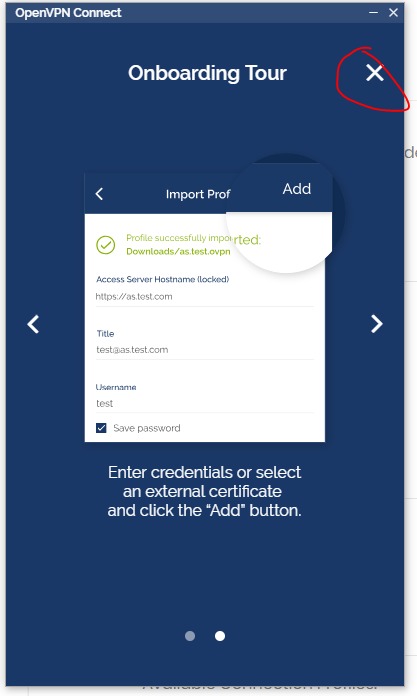 OpenVPN Connect
Onboarding Tour
Import Prof
Add
Profile successfully imported:
Downloads/as.test.ovpn
Access Server Hostname (locked)
https://as.test.com
Title
test@as.test.com
Username
test
Save password
Enter credentials or select
an external certificate
and click the “Add” button.